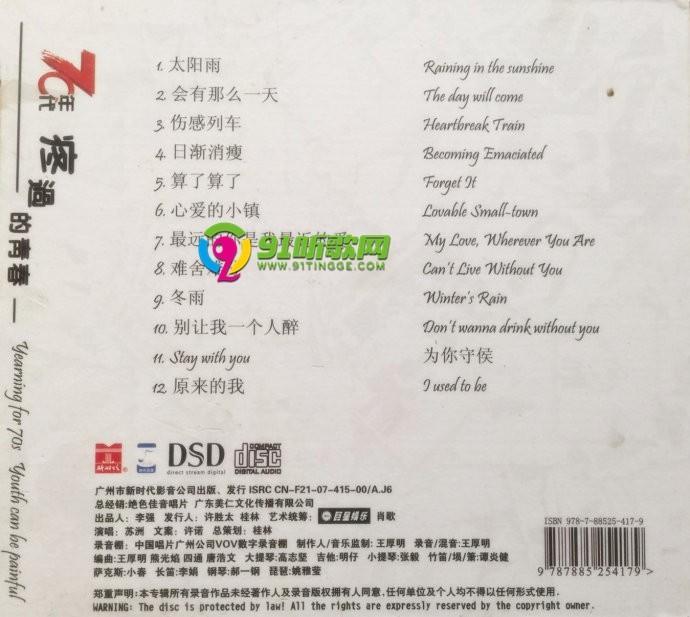 70年代
疼過
的青春
Yearning for 70s Youth can be painful
1. 太阳雨 Raining in the sunshine
2. 会有那么一天 The day will come
3. 伤感列车 Heartbreak Train
4. 日渐消瘦 Becoming Emaciated
5. 算了算了 Forget It
6. 心爱的小镇 Lovable Small-town
7. 最远的你是我最近的爱 My Love, Wherever You Are
8. 难舍难 Can't Live Without You
9. 冬雨 Winter's Rain
10. 别让我一个人醉 Don't wanna drink without you
11. Stay with you 为你守侯
12. 原来的我 I used to be
91听歌网
WWW.91TINGGE.COM
DSD
direct stream digital
COMPACT
disc
DIGITAL AUDIO
广州市新时代影音公司出版、发行 ISRC CN-F21-07-415-00/A.J6
总经销: 绝色佳音唱片 广东美仁文化传播有限公司
出品人: 李强 发行人: 许胜太 桂林 艺术统筹: 巨星娱乐 肖歌
演唱: 苏洲 文案: 许诺 总策划: 桂林
录音棚: 中国唱片广州公司VOV数字录音棚 制作人/音乐监制: 王厚明 录音/混音: 王厚明
编曲: 王厚明 熊光焰 四通 唐浩文 大提琴: 高志坚 吉他: 明仔 小提琴: 张毅 竹笛/埙/箫: 谭炎健
萨克斯: 小春 长笛: 李娟 钢琴: 郝一钢 琵琶: 姚雅莹
郑重声明: 本专辑所有录音作品未经著作人及录音版权拥有人同意, 任何单位及个人均不得以任何形式使用.
WARNING: The disc is protected by law! All the rights are expressly reserved by the copyright owner.
ISBN 978-7-88525-417-9
9 787885 254179